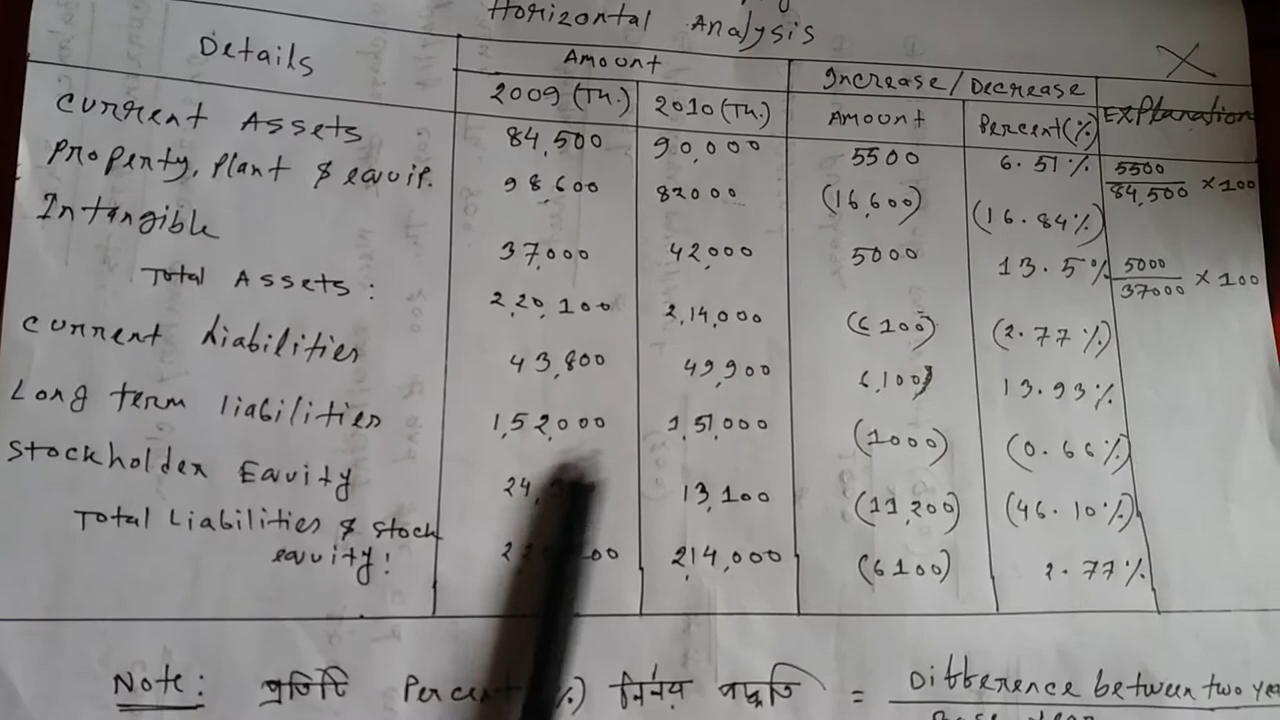 Horizontal Analysis
Details Amount Increase/Decrease
2009 (Th.) 2010 (Th.) Amount Percent(%) Explanation
Current Assets 84,500 90,000 5500 6.51% 5500/84,500 × 100
Property, Plant & equip. 98,600 82000 (16,600) (16.84%)
Intangible 37,000 42,000 5000 13.5% 5000/37000 × 100
Total Assets: 2,20,100 2,14,000 (6100) (2.77%)
Current Liabilities 43,800 49,900 6,100) 13.93%
Long term liabilities 1,52,000 1,51,000 (1000) (0.66%)
Stockholder Equity 13,100 (11,200) (46.10%)
Total Liabilities & stock
equity: 214,000 (6100) 2.77%
Note: প্রতিটি Percent %) নির্নয় পদ্ধতি = Difference between two